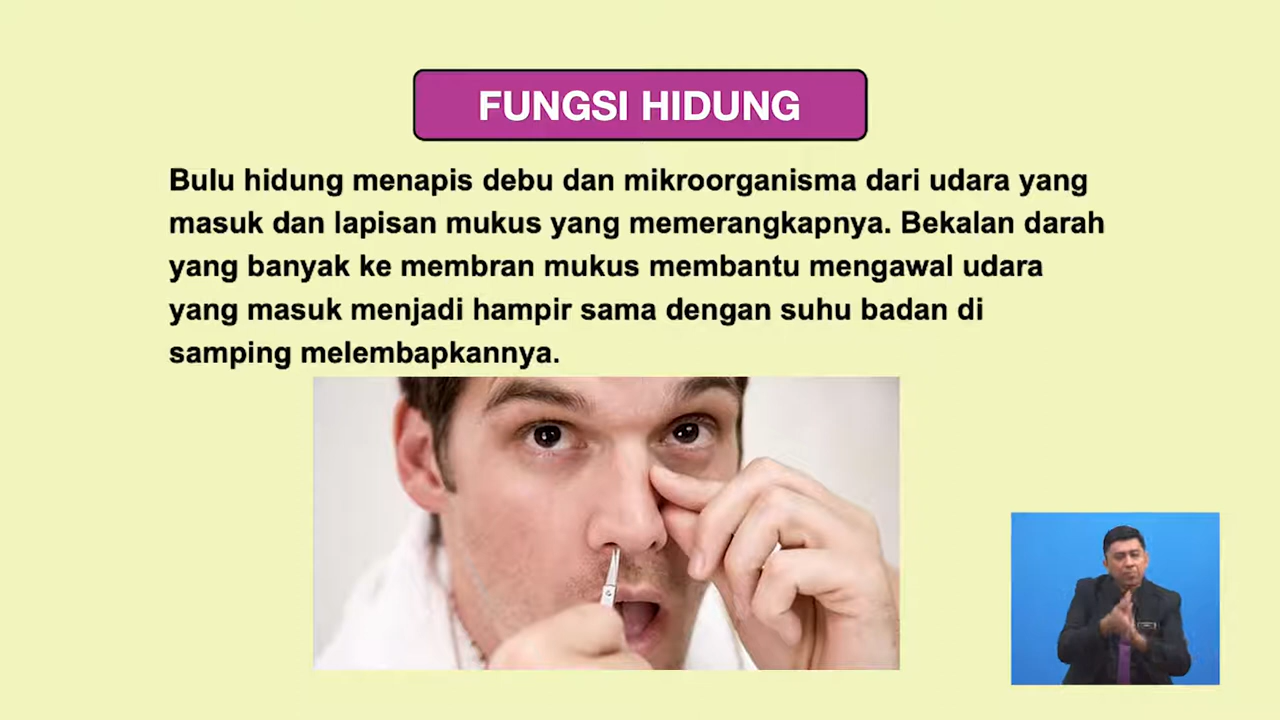 FUNGSI HIDUNG
Bulu hidung menapis debu dan mikroorganisma dari udara yang
masuk dan lapisan mukus yang memerangkapnya. Bekalan darah
yang banyak ke membran mukus membantu mengawal udara
yang masuk menjadi hampir sama dengan suhu badan di
samping melembapkannya.